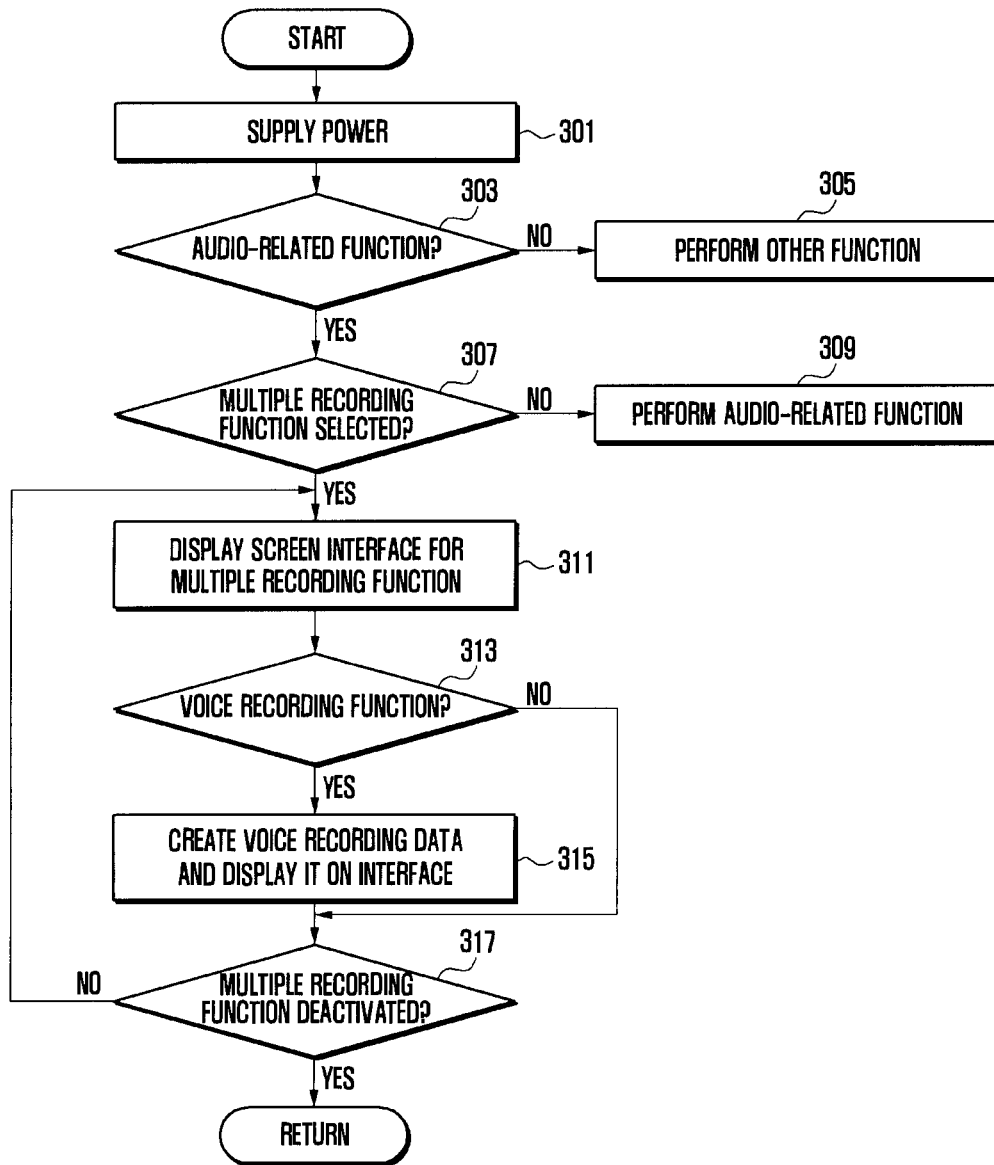 START
SUPPLY POWER
301
303
AUDIO-RELATED FUNCTION?
NO
305
PERFORM OTHER FUNCTION
YES
307
MULTIPLE RECORDING
FUNCTION SELECTED?
NO
309
PERFORM AUDIO-RELATED FUNCTION
YES
DISPLAY SCREEN INTERFACE FOR
MULTIPLE RECORDING FUNCTION
311
313
VOICE RECORDING FUNCTION?
NO
YES
CREATE VOICE RECORDING DATA
AND DISPLAY IT ON INTERFACE
315
317
NO
MULTIPLE RECORDING
FUNCTION DEACTIVATED?
YES
RETURN